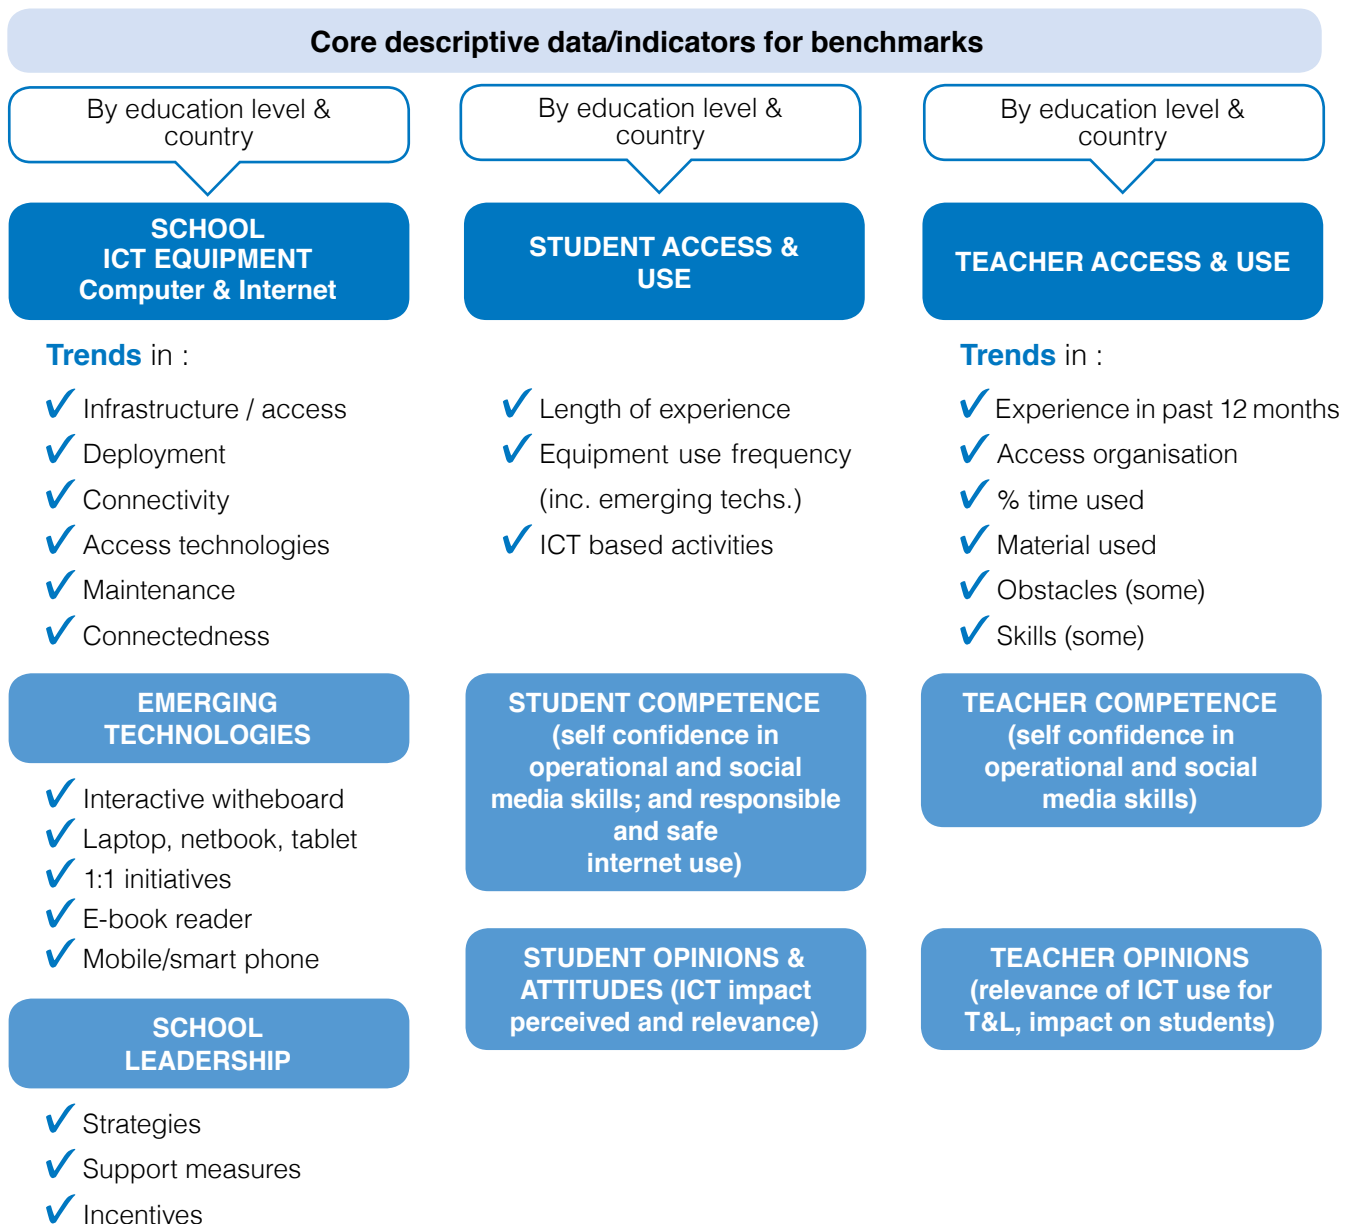 Core descriptive data/indicators for benchmarks
By education level &
country
SCHOOL
ICT EQUIPMENT
Computer & Internet
Trends in :
Infrastructure / access
Deployment
Connectivity
Access technologies
Maintenance
Connectedness
EMERGING
TECHNOLOGIES
Interactive witheboard
Laptop, netbook, tablet
1:1 initiatives
E-book reader
Mobile/smart phone
SCHOOL
LEADERSHIP
Strategies
Support measures
Incentives
By education level &
country
STUDENT ACCESS &
USE
Length of experience
Equipment use frequency
(inc. emerging techs.)
ICT based activities
STUDENT COMPETENCE
(self confidence in
operational and social
media skills; and responsible
and safe
internet use)
STUDENT OPINIONS &
ATTITUDES (ICT impact
perceived and relevance)
By education level &
country
TEACHER ACCESS & USE
Trends in :
Experience in past 12 months
Access organisation
% time used
Material used
Obstacles (some)
Skills (some)
TEACHER COMPETENCE
(self confidence in
operational and social
media skills)
TEACHER OPINIONS
(relevance of ICT use for
T&L, impact on students)